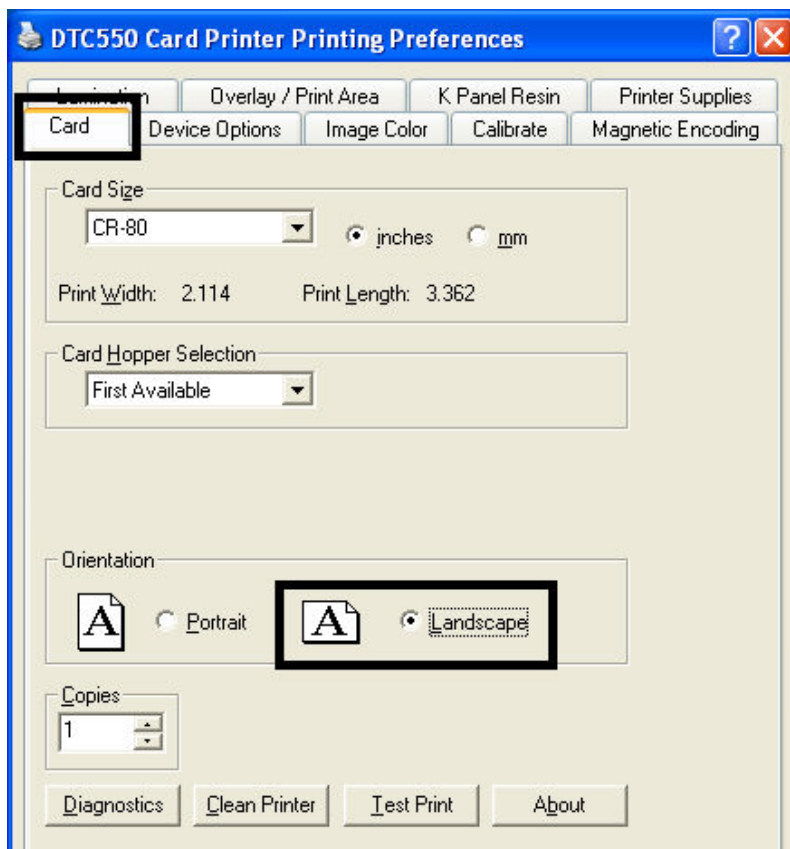 DTC550 Card Printer Printing Preferences
Lamination Overlay / Print Area K Panel Resin Printer Supplies
Card Device Options Image Color Calibrate Magnetic Encoding
Card Size
CR-80 inches mm
Print Width: 2.114 Print Length: 3.362
Card Hopper Selection
First Available
Orientation
A Portrait A Landscape
Copies
1
Diagnostics Clean Printer Test Print About